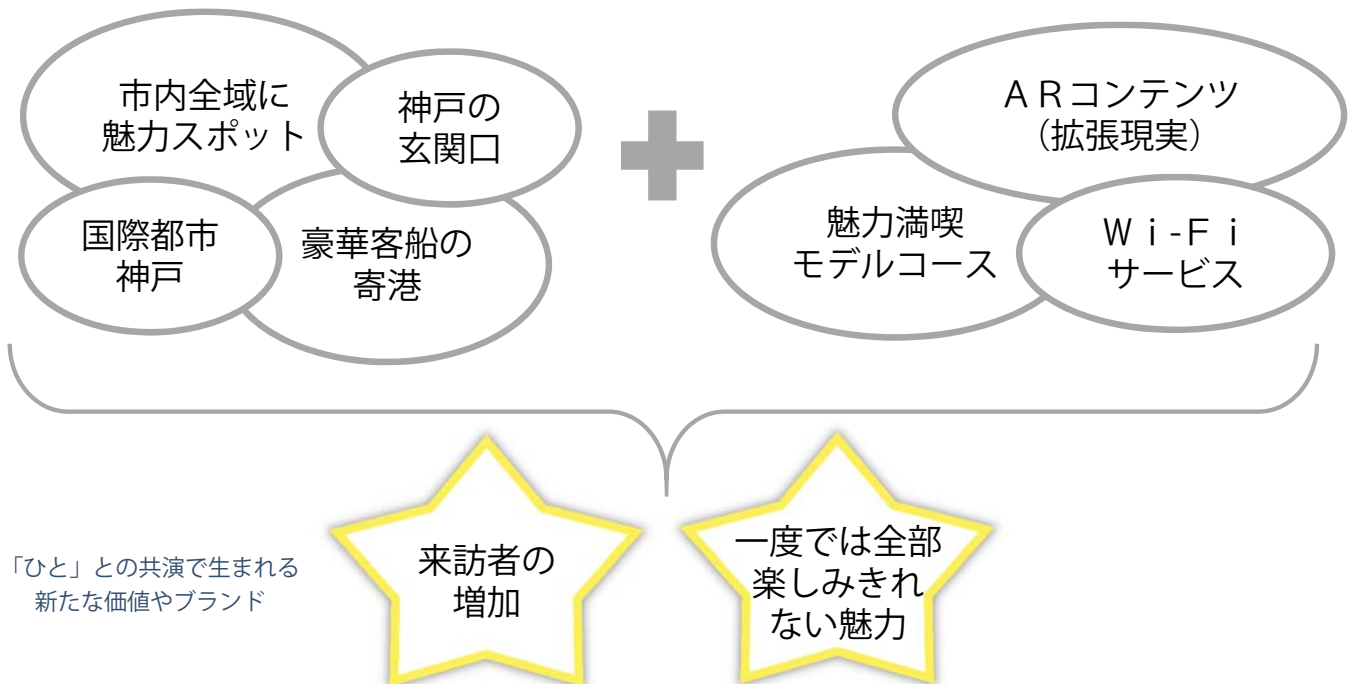 市内全域に
魅力スポット
神戸の
玄関口
国際都市
神戸
豪華客船の
寄港
ＡＲコンテンツ
（拡張現実）
魅力満喫
モデルコース
Ｗｉ-Ｆｉ
サービス
「ひと」との共演で生まれる
新たな価値やブランド
来訪者の
増加
一度では全部
楽しみきれ
ない魅力